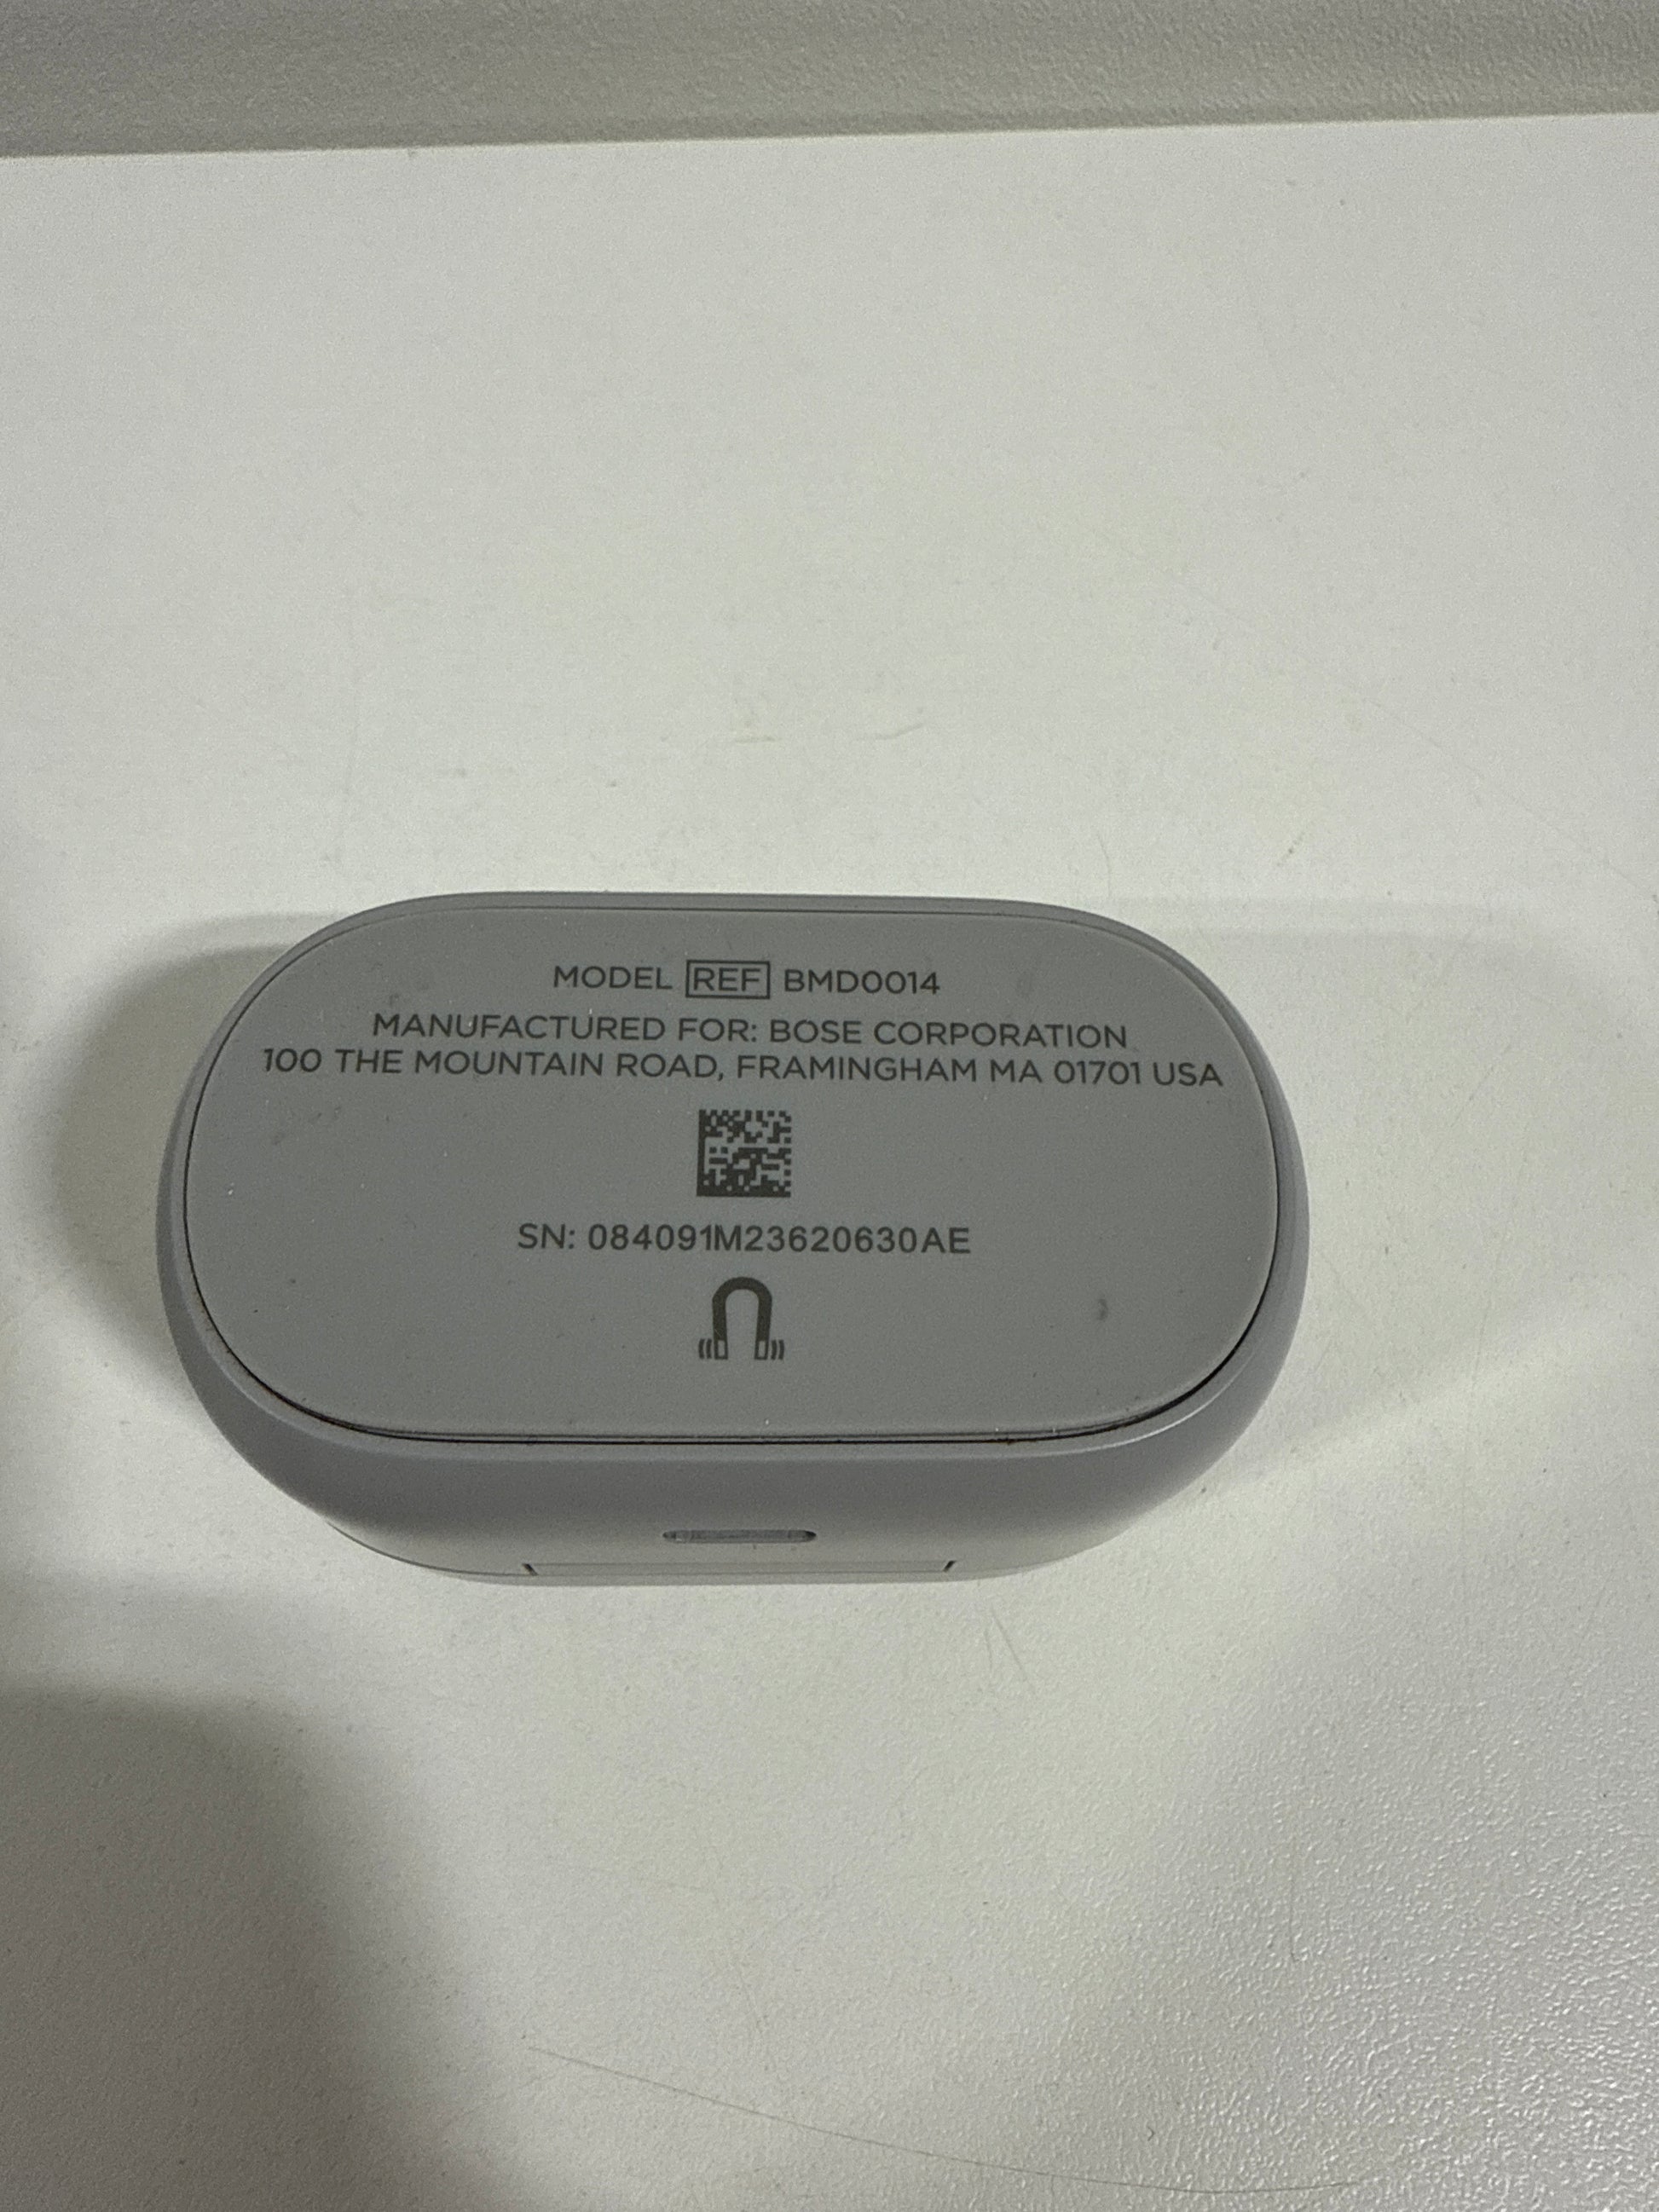 MODEL REF BMD0014
MANUFACTURED FOR: BOSE CORPORATION
100 THE MOUNTAIN ROAD, FRAMINGHAM MA 01701 USA
SN: 084091M23620630AE